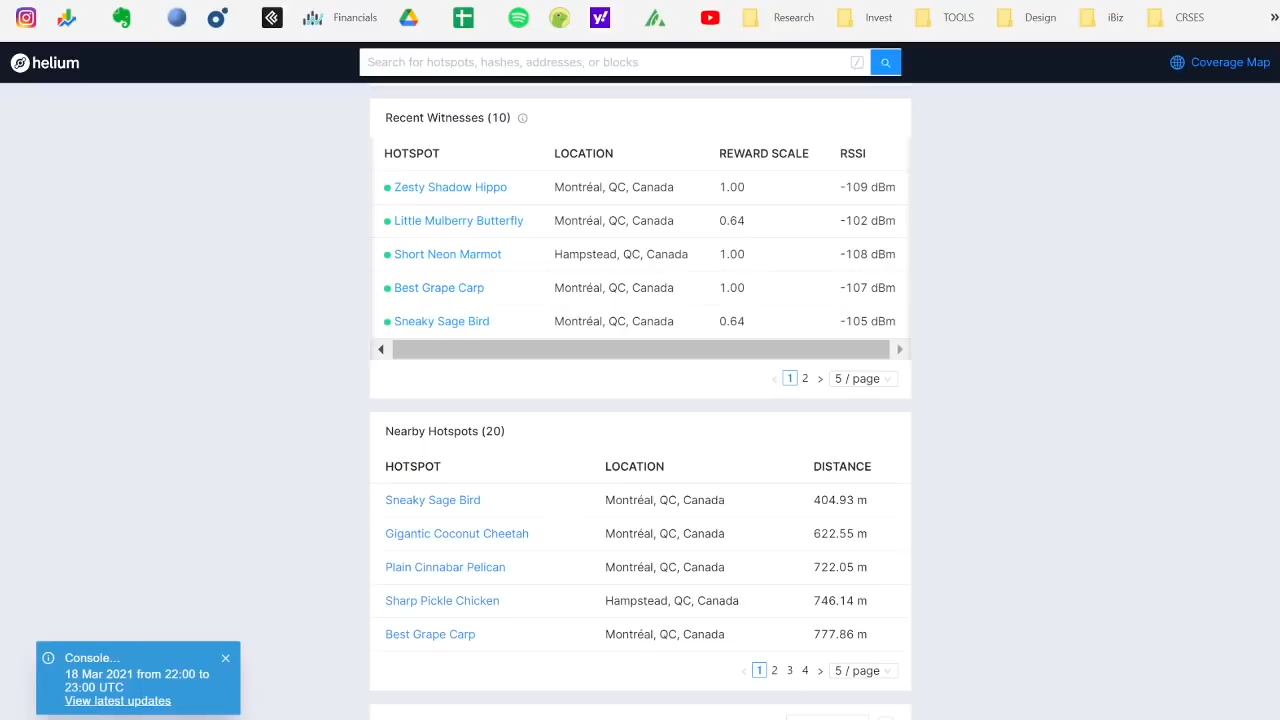 Financials
Research
Invest
TOOLS
Design
iBiz
CRSES
»
helium
Search for hotspots, hashes, addresses, or blocks
Coverage Map
Recent Witnesses (10)
HOTSPOT LOCATION REWARD SCALE RSSI
Zesty Shadow Hippo Montréal, QC, Canada 1.00 -109 dBm
Little Mulberry Butterfly Montréal, QC, Canada 0.64 -102 dBm
Short Neon Marmot Hampstead, QC, Canada 1.00 -108 dBm
Best Grape Carp Montréal, QC, Canada 1.00 -107 dBm
Sneaky Sage Bird Montréal, QC, Canada 0.64 -105 dBm
< 1 2 > 5 / page
Nearby Hotspots (20)
HOTSPOT LOCATION DISTANCE
Sneaky Sage Bird Montréal, QC, Canada 404.93 m
Gigantic Coconut Cheetah Montréal, QC, Canada 622.55 m
Plain Cinnabar Pelican Montréal, QC, Canada 722.05 m
Sharp Pickle Chicken Hampstead, QC, Canada 746.14 m
Best Grape Carp Montréal, QC, Canada 777.86 m
< 1 2 3 4 > 5 / page
Console...
18 Mar 2021 from 22:00 to
23:00 UTC
View latest updates